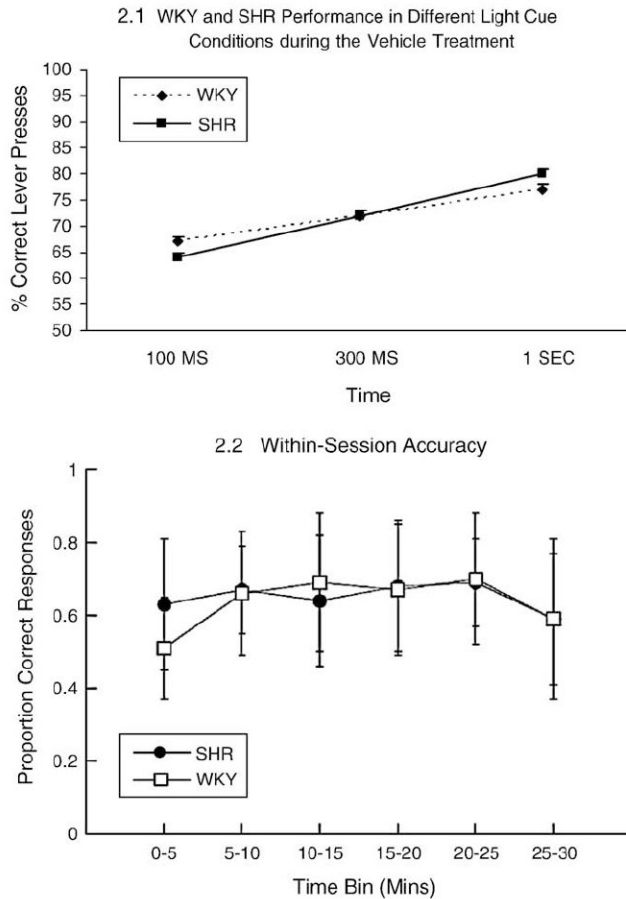 2.1 WKY and SHR Performance in Different Light Cue
Conditions during the Vehicle Treatment
% Correct Lever Presses
100
95
90
85
80
75
70
65
60
55
50
WKY
SHR
100 MS 300 MS 1 SEC
Time
2.2 Within-Session Accuracy
Proportion Correct Responses
1
0.8
0.6
0.4
0.2
0
SHR
WKY
0-5 5-10 10-15 15-20 20-25 25-30
Time Bin (Mins)